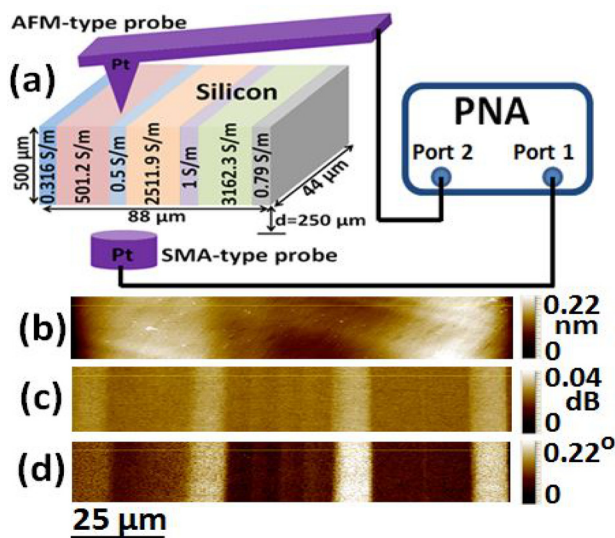 AFM-type probe
(a)
Pt
Silicon
PNA
Port 2
Port 1
500 µm
0.316 S/m
501.2 S/m
0.5 S/m
2511.9 S/m
1 S/m
3162.3 S/m
0.79 S/m
44 µm
88 µm
d=250 µm
Pt
SMA-type probe
(b)
0.22
nm
0
(c)
0.04
dB
0
(d)
0.22º
0
25 µm